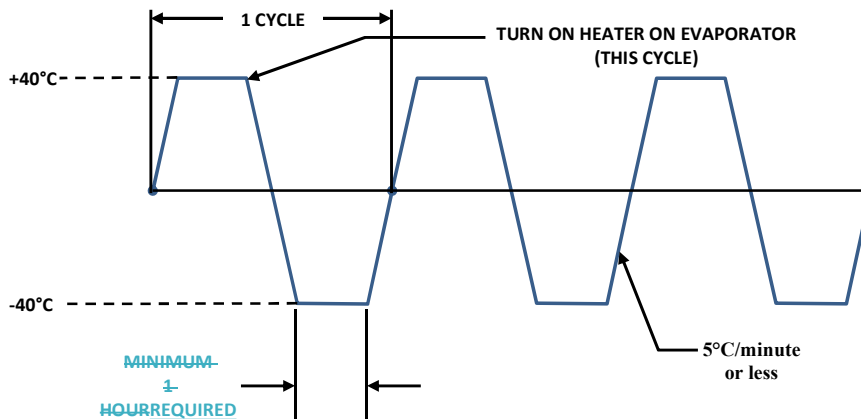 1 CYCLE
TURN ON HEATER ON EVAPORATOR
(THIS CYCLE)
+40°C
-40°C
5°C/minute
or less
MINIMUM
1
HOURREQUIRED